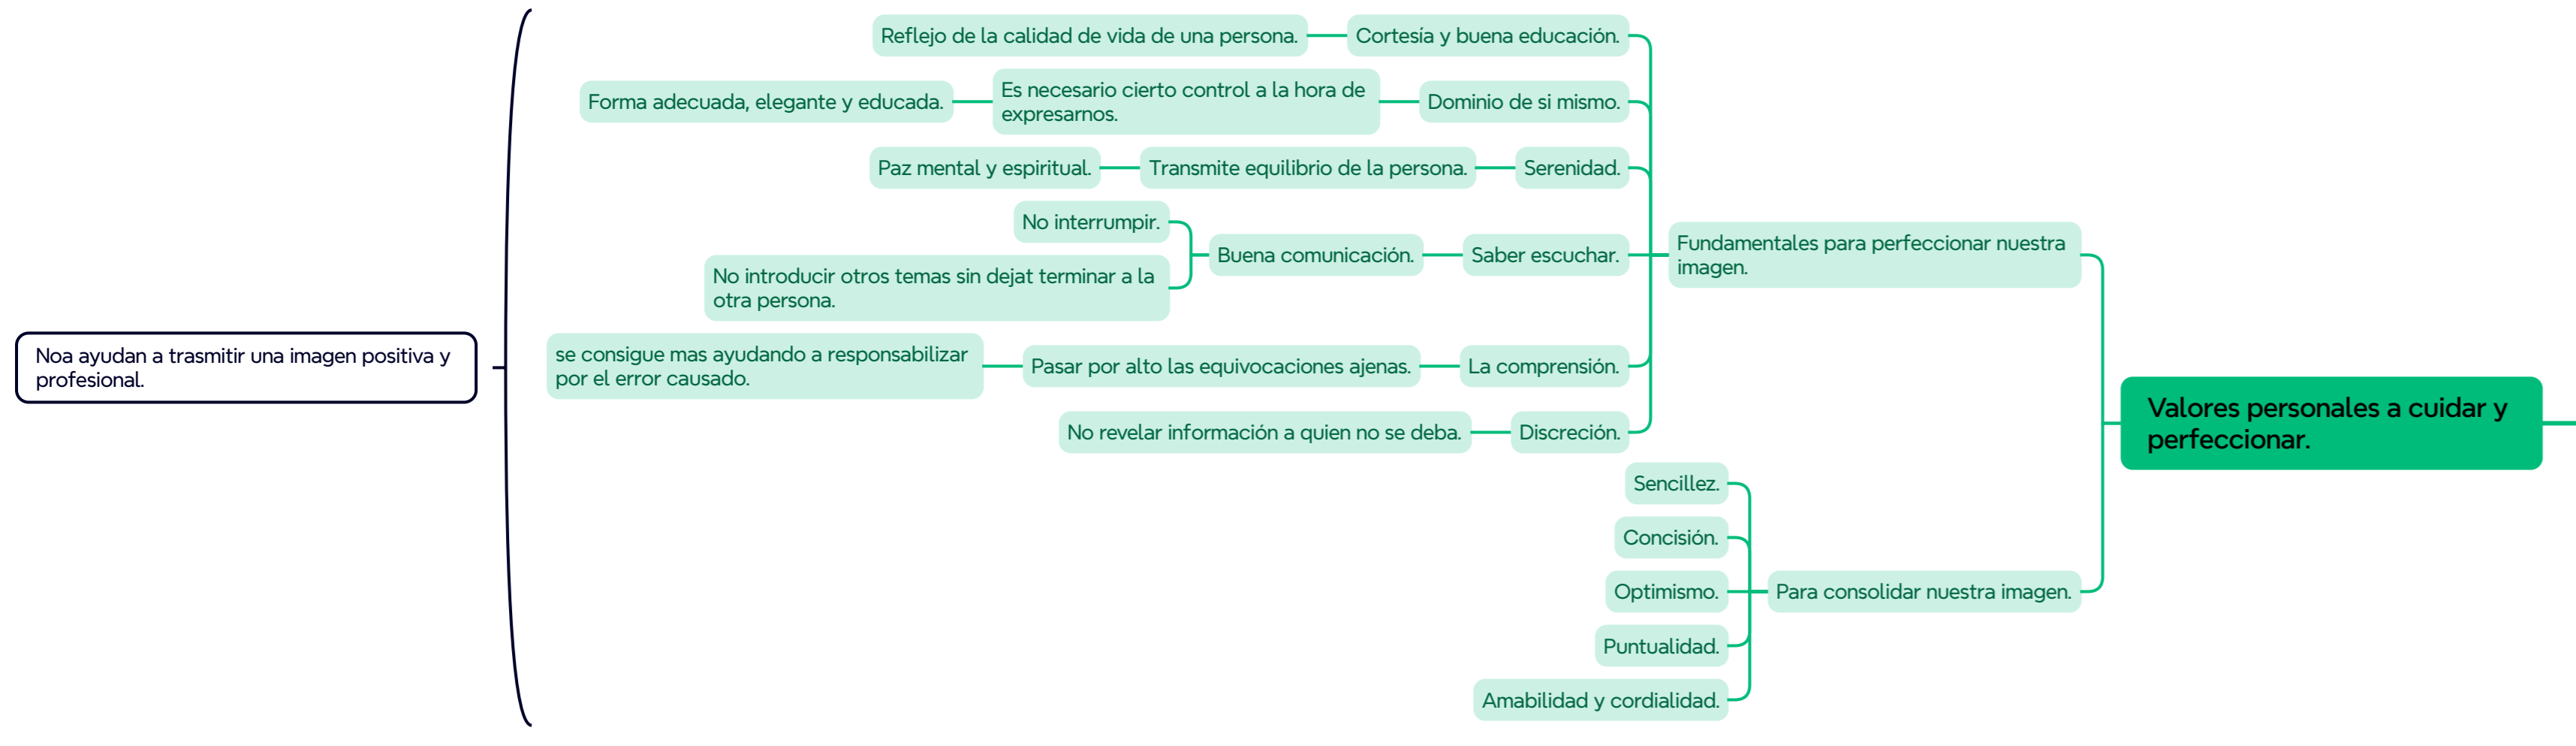 Reflejo de la calidad de vida de una persona.
Cortesía y buena educación.
Forma adecuada, elegante y educada.
Es necesario cierto control a la hora de
expresarnos.
Dominio de si mismo.
Paz mental y espiritual.
Transmite equilibrio de la persona.
Serenidad.
No interrumpir.
No introducir otros temas sin dejat terminar a la
otra persona.
Buena comunicación.
Saber escuchar.
Fundamentales para perfeccionar nuestra
imagen.
Noa ayudan a trasmitir una imagen positiva y
profesional.
se consigue mas ayudando a responsabilizar
por el error causado.
Pasar por alto las equivocaciones ajenas.
La comprensión.
No revelar información a quien no se deba.
Discreción.
Valores personales a cuidar y
perfeccionar.
Sencillez.
Concisión.
Optimismo.
Puntualidad.
Amabilidad y cordialidad.
Para consolidar nuestra imagen.